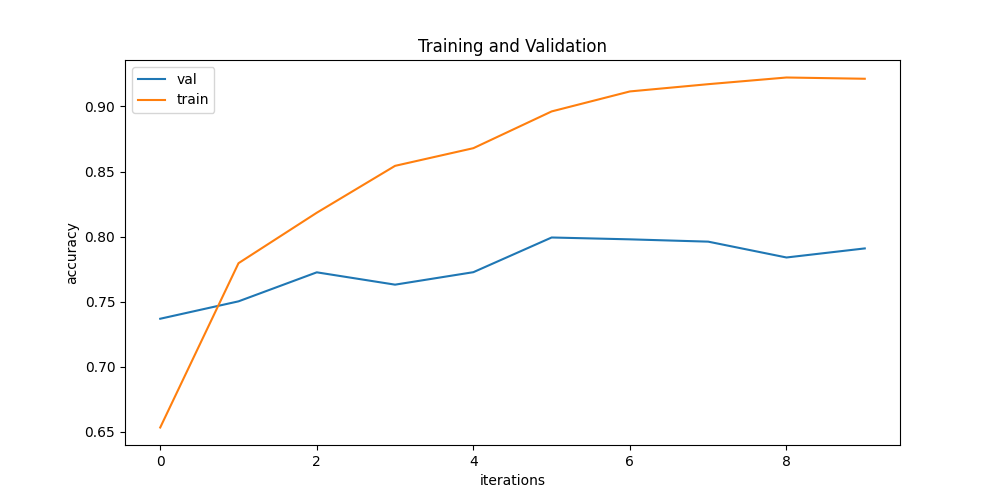 Training and Validation
val
train
0.90
0.85
0.80
0.75
0.70
0.65
accuracy
0 2 4 6 8
iterations